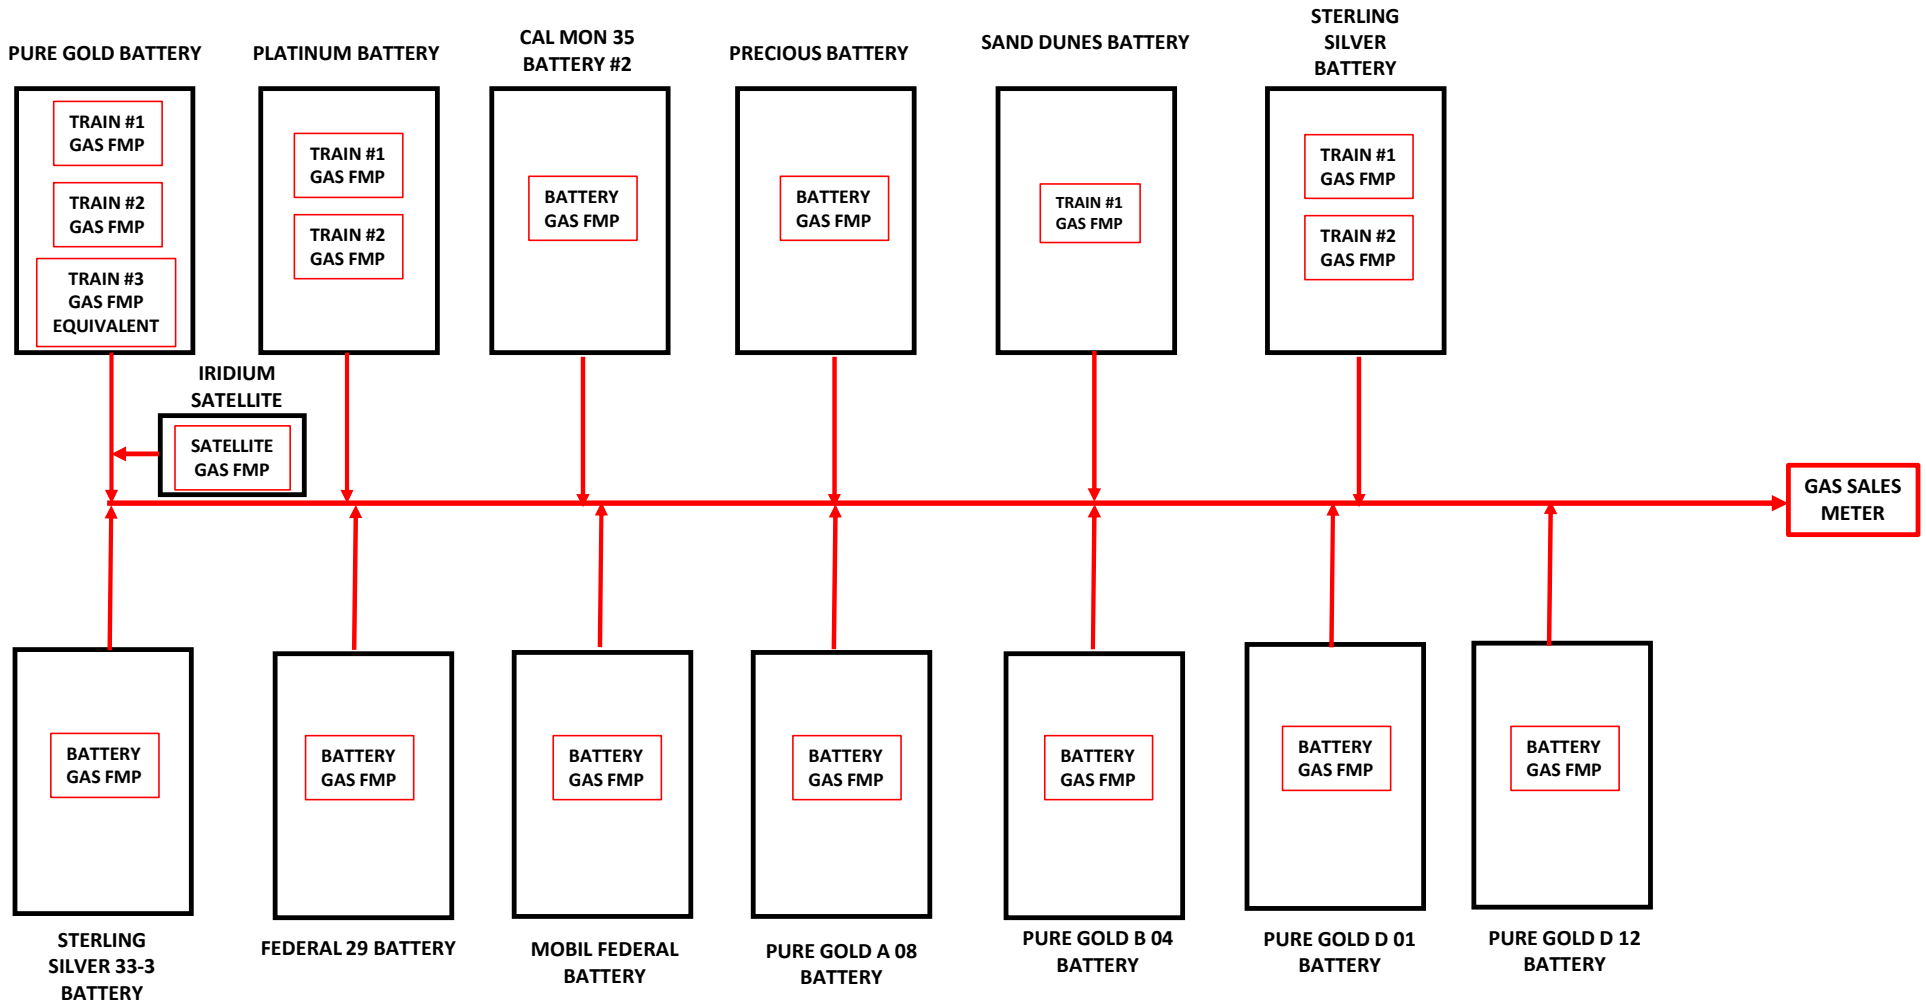 PURE GOLD BATTERY
PLATINUM BATTERY
CAL MON 35
BATTERY #2
PRECIOUS BATTERY
SAND DUNES BATTERY
STERLING
SILVER
BATTERY
TRAIN #1
GAS FMP
TRAIN #2
GAS FMP
TRAIN #3
GAS FMP
EQUIVALENT
TRAIN #1
GAS FMP
TRAIN #2
GAS FMP
BATTERY
GAS FMP
BATTERY
GAS FMP
TRAIN #1
GAS FMP
TRAIN #1
GAS FMP
TRAIN #2
GAS FMP
IRIDIUM
SATELLITE
SATELLITE
GAS FMP
GAS SALES
METER
BATTERY
GAS FMP
BATTERY
GAS FMP
BATTERY
GAS FMP
BATTERY
GAS FMP
BATTERY
GAS FMP
BATTERY
GAS FMP
BATTERY
GAS FMP
STERLING
SILVER 33-3
BATTERY
FEDERAL 29 BATTERY
MOBIL FEDERAL
BATTERY
PURE GOLD A 08
BATTERY
PURE GOLD B 04
BATTERY
PURE GOLD D 01
BATTERY
PURE GOLD D 12
BATTERY